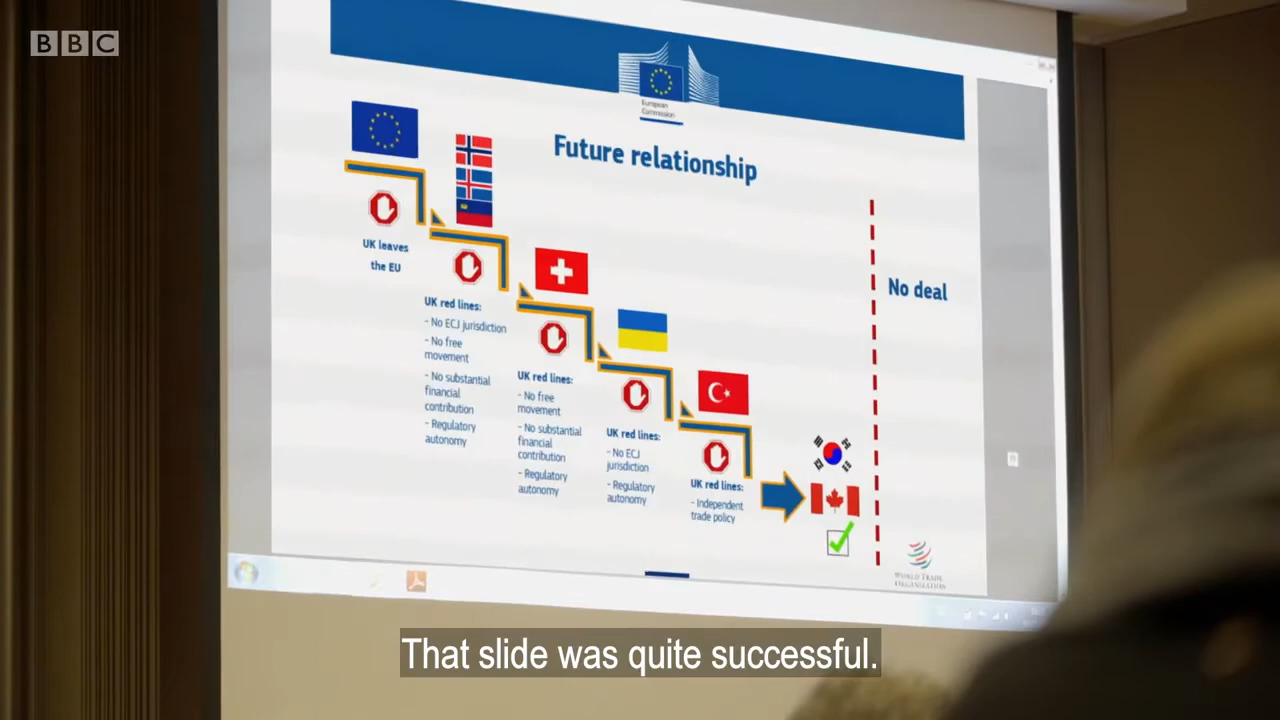 BBC
European
Commission
Future relationship
UK leaves
the EU
UK red lines:
- No ECJ jurisdiction
- No free
movement
- No substantial
financial
contribution
- Regulatory
autonomy
UK red lines:
- No free
movement
- No substantial
financial
contribution
- Regulatory
autonomy
UK red lines:
- No ECJ
jurisdiction
- Regulatory
autonomy
UK red lines:
- Independent
trade policy
No deal
WORLD TRADE
ORGANIZATION
That slide was quite successful.